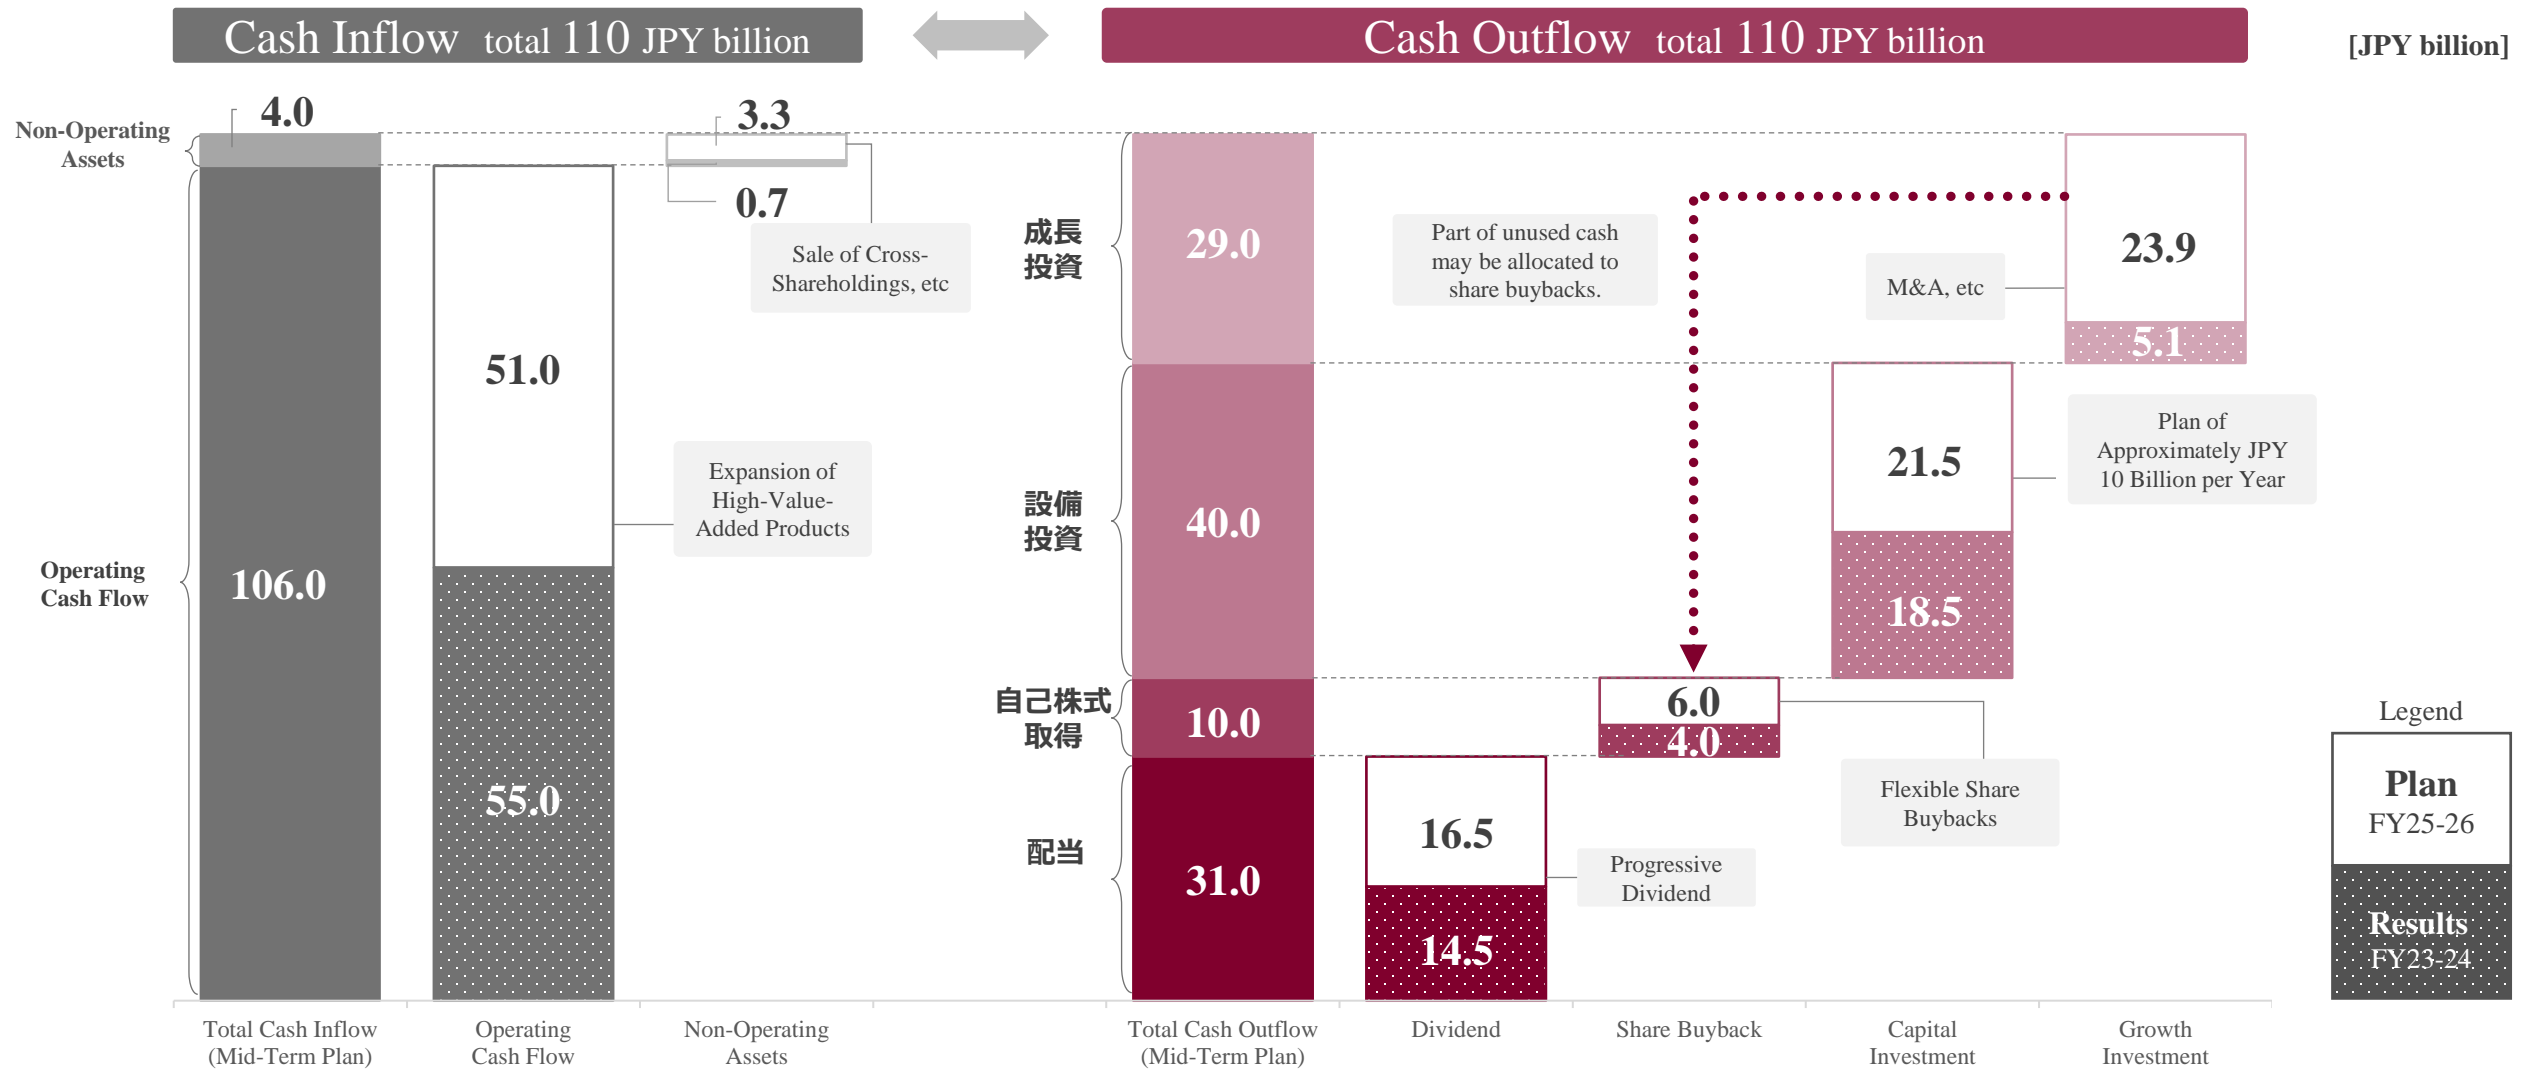 Cash Inflow total 110 JPY billion
Cash Outflow total 110 JPY billion
[JPY billion]
Non-Operating
Assets
4.0
3.3
0.7
Sale of Cross-
Shareholdings, etc
51.0
Expansion of
High-Value-
Added Products
Operating
Cash Flow
106.0
55.0
成長
投資
29.0
Part of unused cash
may be allocated to
share buybacks.
M&A, etc
23.9
5.1
設備
投資
40.0
21.5
Plan of
Approximately JPY
10 Billion per Year
18.5
自己株式
取得
10.0
6.0
4.0
Flexible Share
Buybacks
配当
31.0
16.5
Progressive
Dividend
14.5
Legend
Plan
FY25-26
Results
FY23-24
Total Cash Inflow
(Mid-Term Plan)
Operating
Cash Flow
Non-Operating
Assets
Total Cash Outflow
(Mid-Term Plan)
Dividend
Share Buyback
Capital
Investment
Growth
Investment